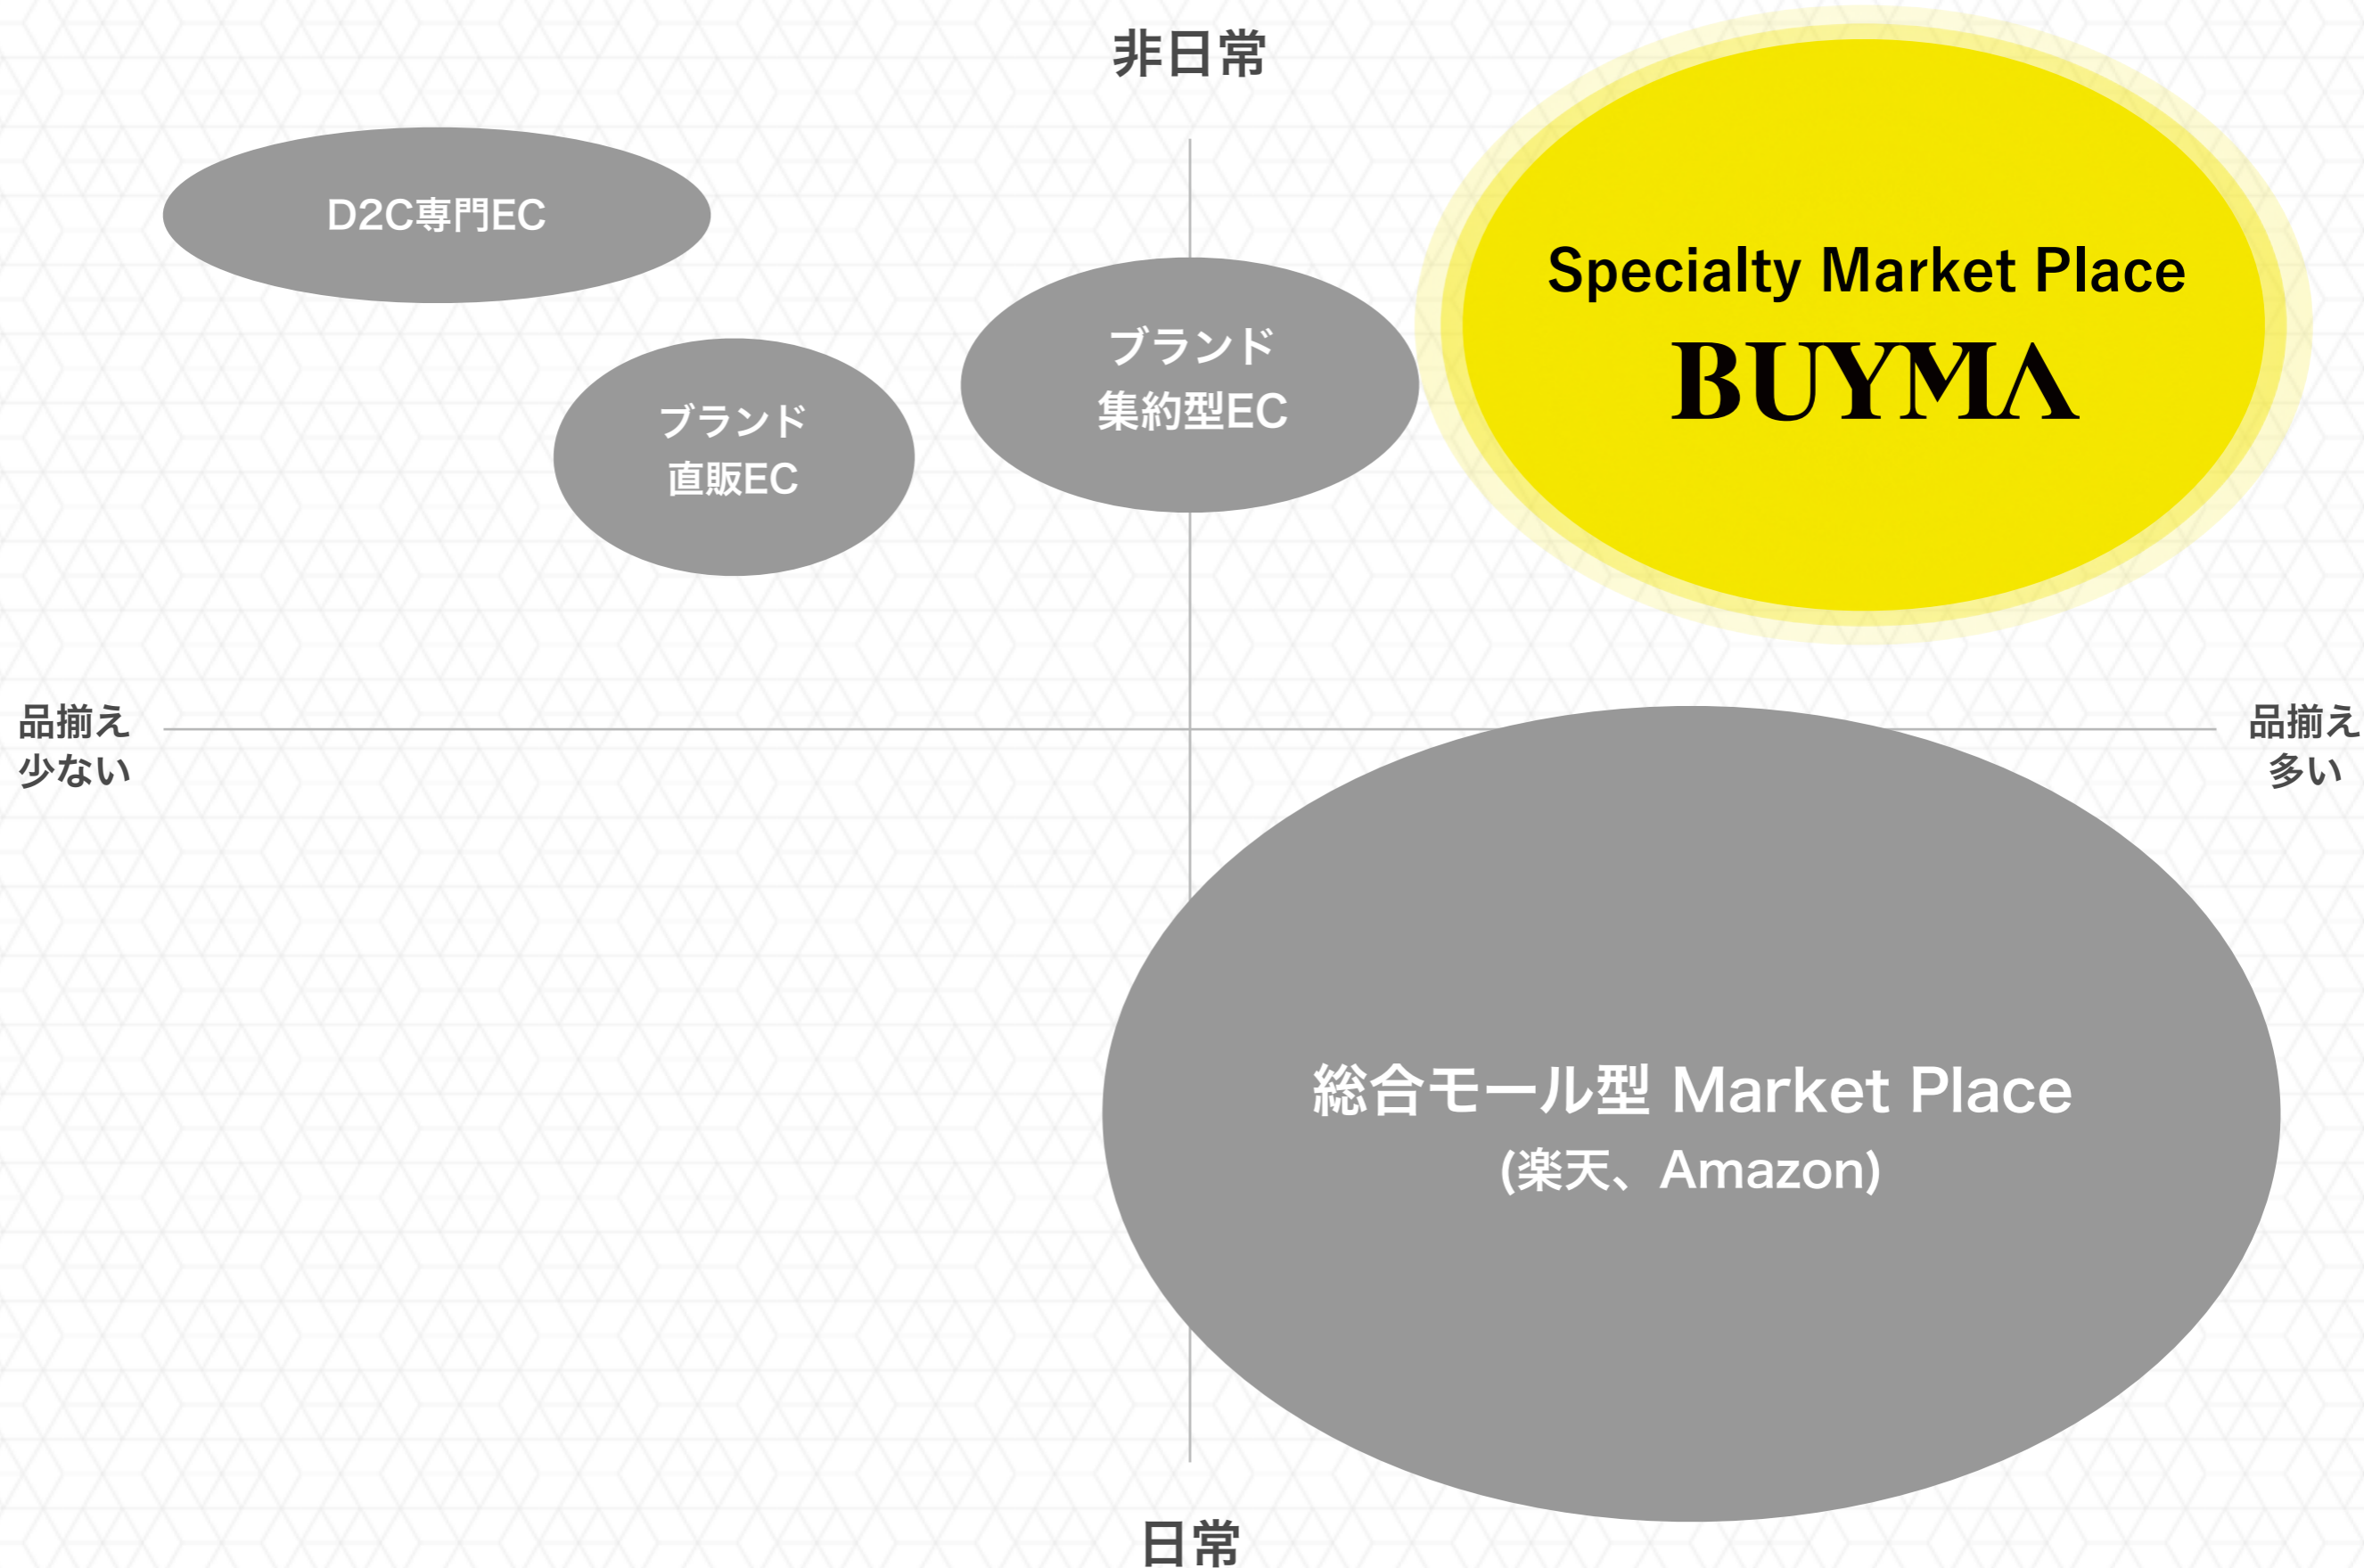 非日常
D2C専門EC
Specialty Market Place
BUYMA
ブランド
集約型EC
ブランド
直販EC
品揃え
少ない
品揃え
多い
総合モール型 Market Place
(楽天、Amazon)
日常